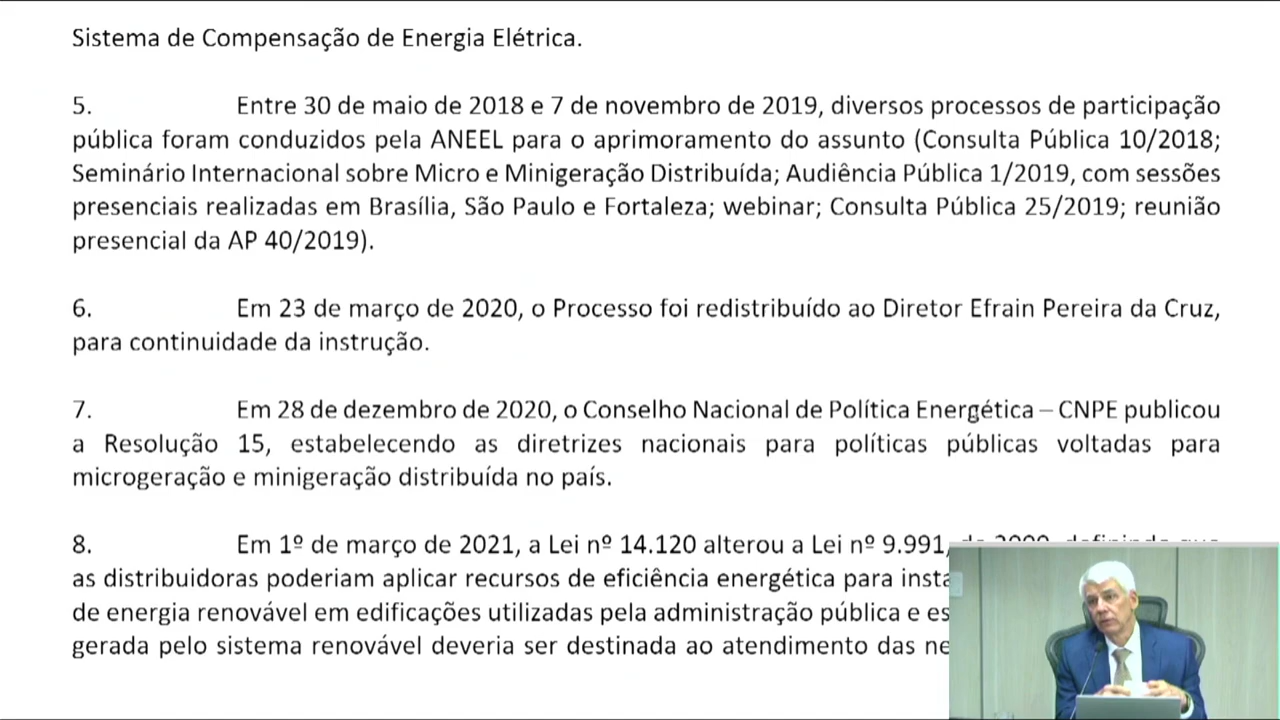 Sistema de Compensação de Energia Elétrica.
5. Entre 30 de maio de 2018 e 7 de novembro de 2019, diversos processos de participação
pública foram conduzidos pela ANEEL para o aprimoramento do assunto (Consulta Pública 10/2018;
Seminário Internacional sobre Micro e Minigeração Distribuída; Audiência Pública 1/2019, com sessões
presenciais realizadas em Brasília, São Paulo e Fortaleza; webinar; Consulta Pública 25/2019; reunião
presencial da AP 40/2019).
6. Em 23 de março de 2020, o Processo foi redistribuído ao Diretor Efrain Pereira da Cruz,
para continuidade da instrução.
7. Em 28 de dezembro de 2020, o Conselho Nacional de Política Energética – CNPE publicou
a Resolução 15, estabelecendo as diretrizes nacionais para políticas públicas voltadas para
microgeração e minigeração distribuída no país.
8. Em 1º de março de 2021, a Lei nº 14.120 alterou a Lei nº 9.991,
as distribuidoras poderiam aplicar recursos de eficiência energética para
de energia renovável em edificações utilizadas pela administração pública e
gerada pelo sistema renovável deveria ser destinada ao atendimento das